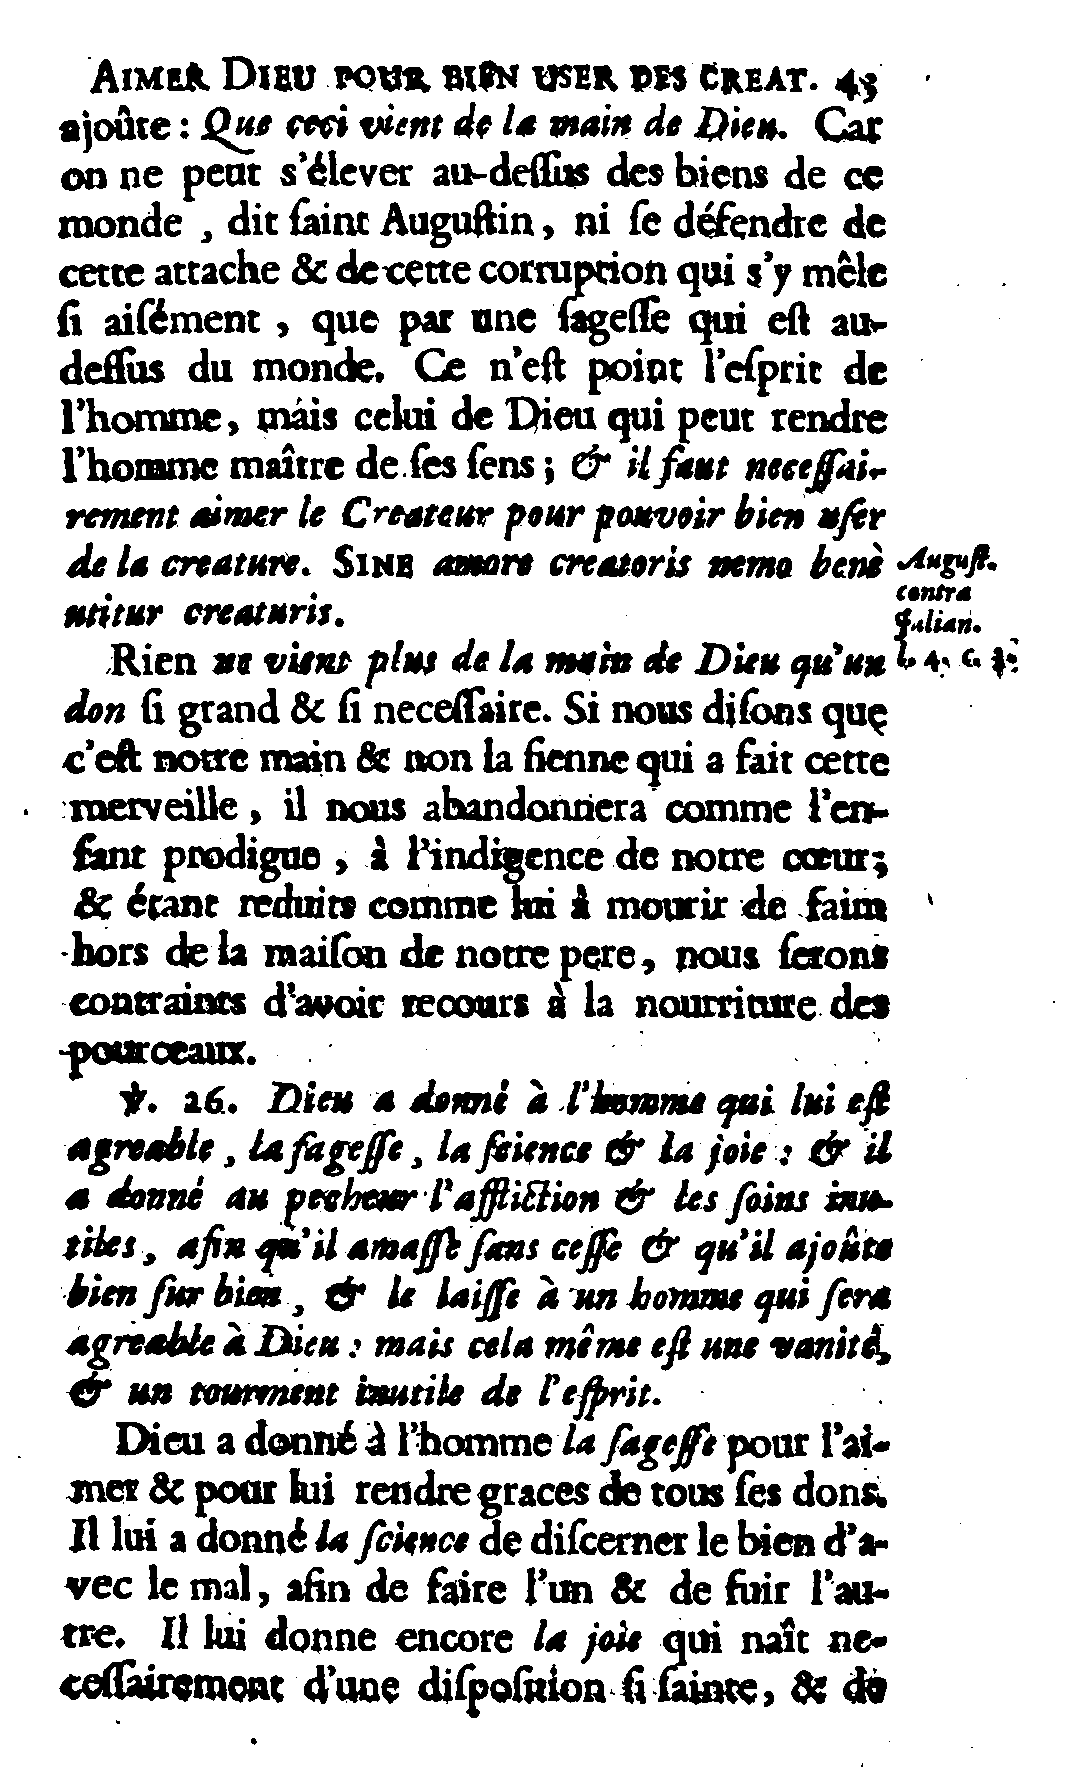 AIMER DIEU POUR BIEN USER DES CREAT. 43
ajoûte : Que ceci vient de la main de Dieu. Car
on ne peut s'élever au-deſſus des biens de ce
monde , dit ſaint Auguſtin, ni ſe défendre de
cette attache & de cette corruption qui s'y mêle
ſi aiſément , que par une ſageſſe qui eſt au-
deſſus du monde. Ce n'eſt point l'eſprit de
l'homme, mais celui de Dieu qui peut rendre
l'homme maître de ſes ſens ; & il faut neceſſai-
rement aimer le Createur pour pouvoir bien uſer
de la creature. SINE amore creatoris nemo benè
utitur creaturis.
Auguſt.
contra
Julian.
l. 4. c. 3.
Rien ne vient plus de la main de Dieu qu'un
don ſi grand & ſi neceſſaire. Si nous diſons que
c'eſt notre main & non la ſienne qui a fait cette
merveille , il nous abandonnera comme l'en-
fant prodigue , à l'indigence de notre cœur;
& étant reduits comme lui à mourir de faim
hors de la maiſon de notre pere, nous ſerons
contraints d'avoir recours à la nourriture des
pourceaux.
℣. 26. Dieu a donné à l'homme qui lui eſt
agreable , la ſageſſe , la ſcience & la joie : & il
a donné au pecheur l'affliction & les ſoins inu-
tiles, afin qu'il amaſſe ſans ceſſe & qu'il ajoûte
bien ſur bien , & le laiſſe à un homme qui ſera
agreable à Dieu : mais cela même eſt une vanité,
& un tourment inutile de l'eſprit.
Dieu a donné à l'homme la ſageſſe pour l'ai-
mer & pour lui rendre graces de tous ſes dons.
Il lui a donné la ſcience de diſcerner le bien d'a-
vec le mal, afin de faire l'un & de fuir l'au-
tre. Il lui donne encore la joie qui naît ne-
ceſſairement d'une diſpoſition ſi ſainte, & de